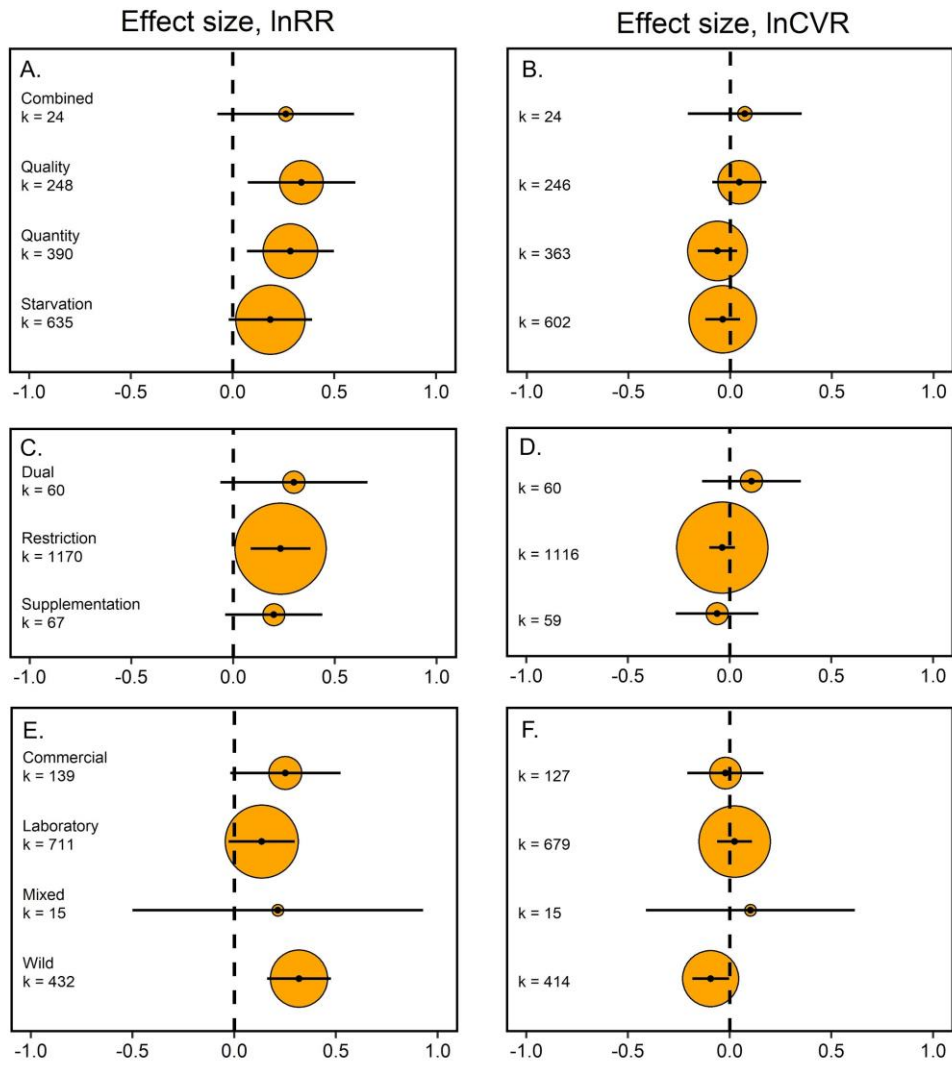 Effect size, lnRR
Effect size, lnCVR
A.
Combined
k = 24
Quality
k = 248
Quantity
k = 390
Starvation
k = 635
-1.0 -0.5 0.0 0.5 1.0
B.
k = 24
k = 246
k = 363
k = 602
-1.0 -0.5 0.0 0.5 1.0
C.
Dual
k = 60
Restriction
k = 1170
Supplementation
k = 67
-1.0 -0.5 0.0 0.5 1.0
D.
k = 60
k = 1116
k = 59
-1.0 -0.5 0.0 0.5 1.0
E.
Commercial
k = 139
Laboratory
k = 711
Mixed
k = 15
Wild
k = 432
-1.0 -0.5 0.0 0.5 1.0
F.
k = 127
k = 679
k = 15
k = 414
-1.0 -0.5 0.0 0.5 1.0